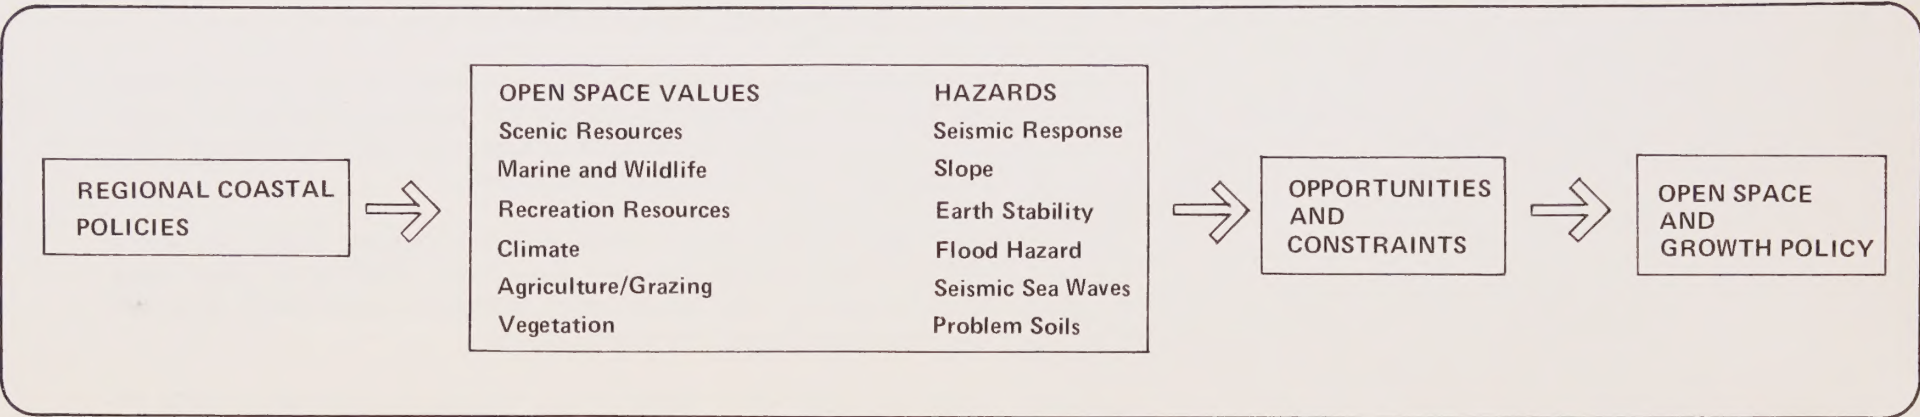 REGIONAL COASTAL
POLICIES
OPEN SPACE VALUES
Scenic Resources
Marine and Wildlife
Recreation Resources
Climate
Agriculture/Grazing
Vegetation
HAZARDS
Seismic Response
Slope
Earth Stability
Flood Hazard
Seismic Sea Waves
Problem Soils
OPPORTUNITIES
AND
CONSTRAINTS
OPEN SPACE
AND
GROWTH POLICY